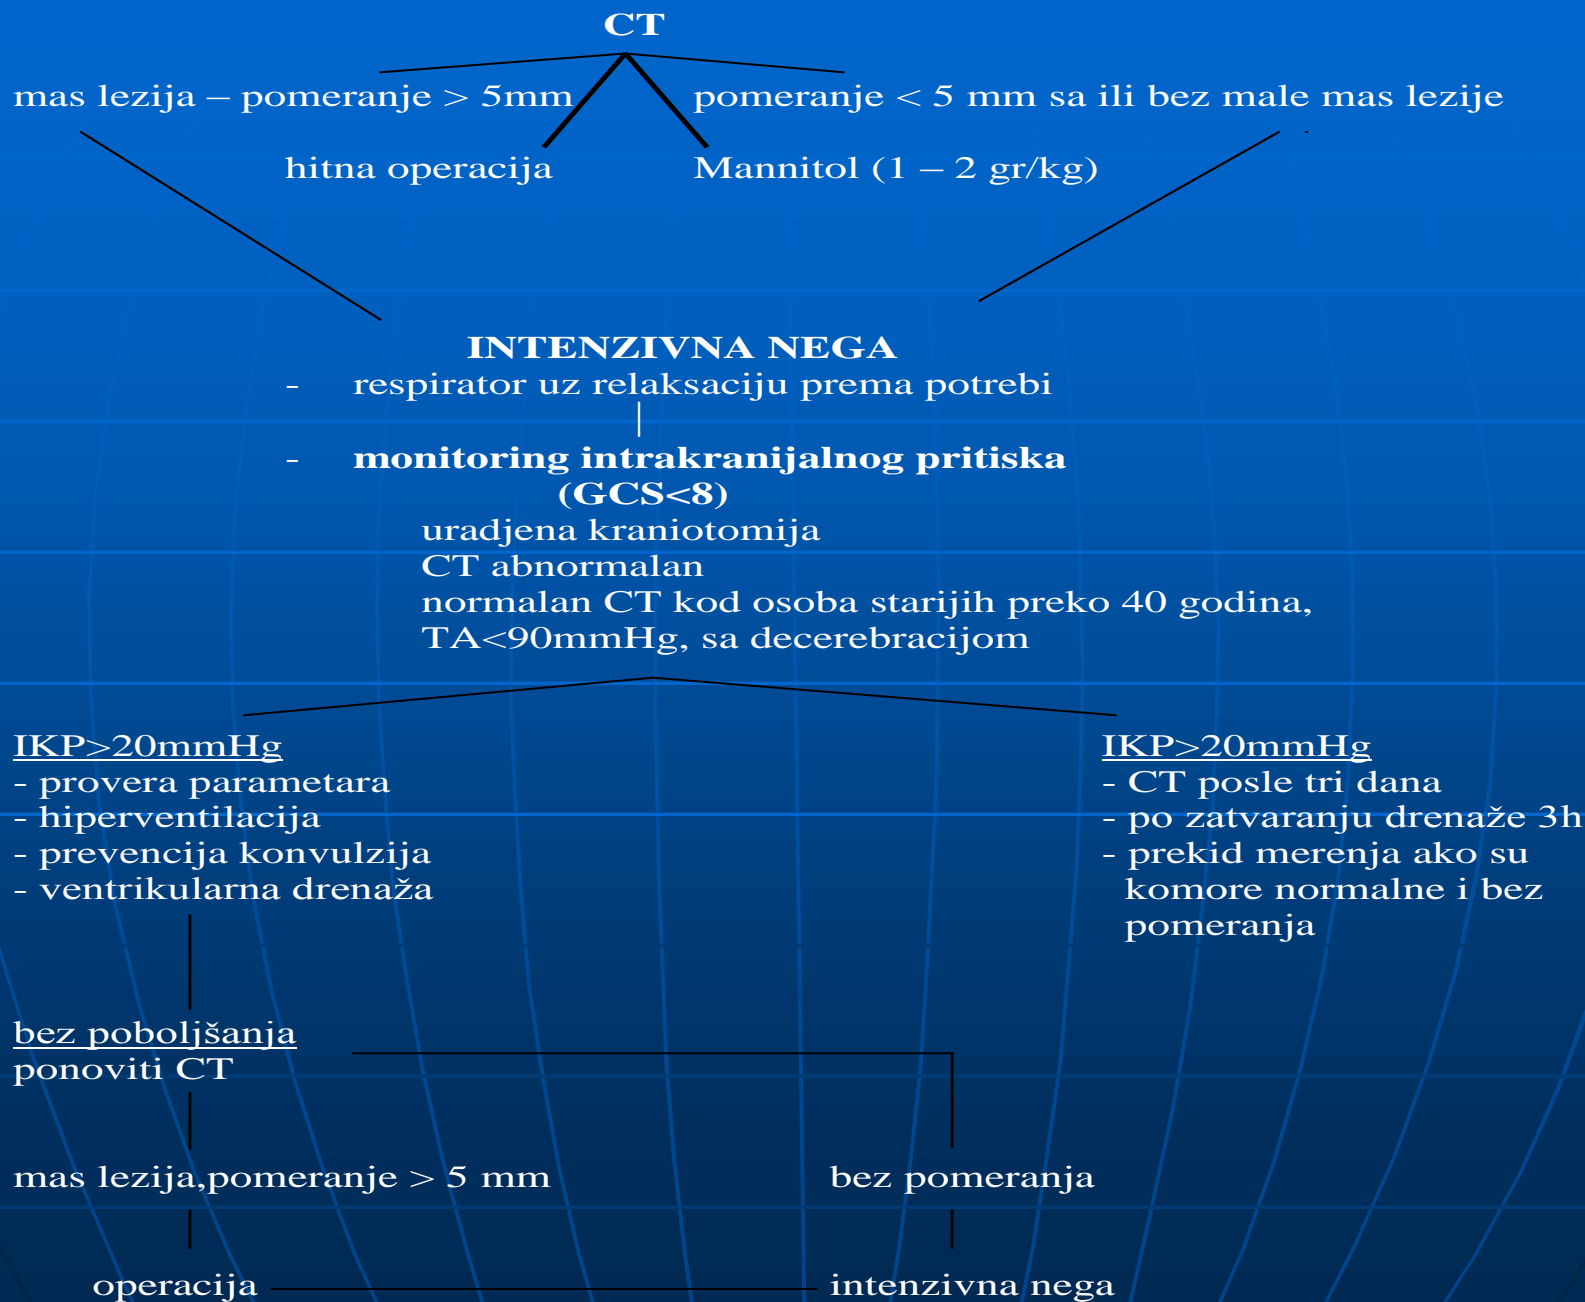 CT
mas lezija – pomeranje > 5mm
pomeranje < 5 mm sa ili bez male mas lezije
hitna operacija
Mannitol (1 – 2 gr/kg)
INTENZIVNA NEGA
- respirator uz relaksaciju prema potrebi
- monitoring intrakranijalnog pritiska
(GCS<8)
uradjena kraniotomija
CT abnormalan
normalan CT kod osoba starijih preko 40 godina,
TA<90mmHg, sa decerebracijom
IKP>20mmHg
- provera parametara
- hiperventilacija
- prevencija konvulzija
- ventrikularna drenaža
IKP>20mmHg
- CT posle tri dana
- po zatvaranju drenaže 3h
- prekid merenja ako su
komore normalne i bez
pomeranja
bez poboljšanja
ponoviti CT
mas lezija,pomeranje > 5 mm
bez pomeranja
operacija
intenzivna nega